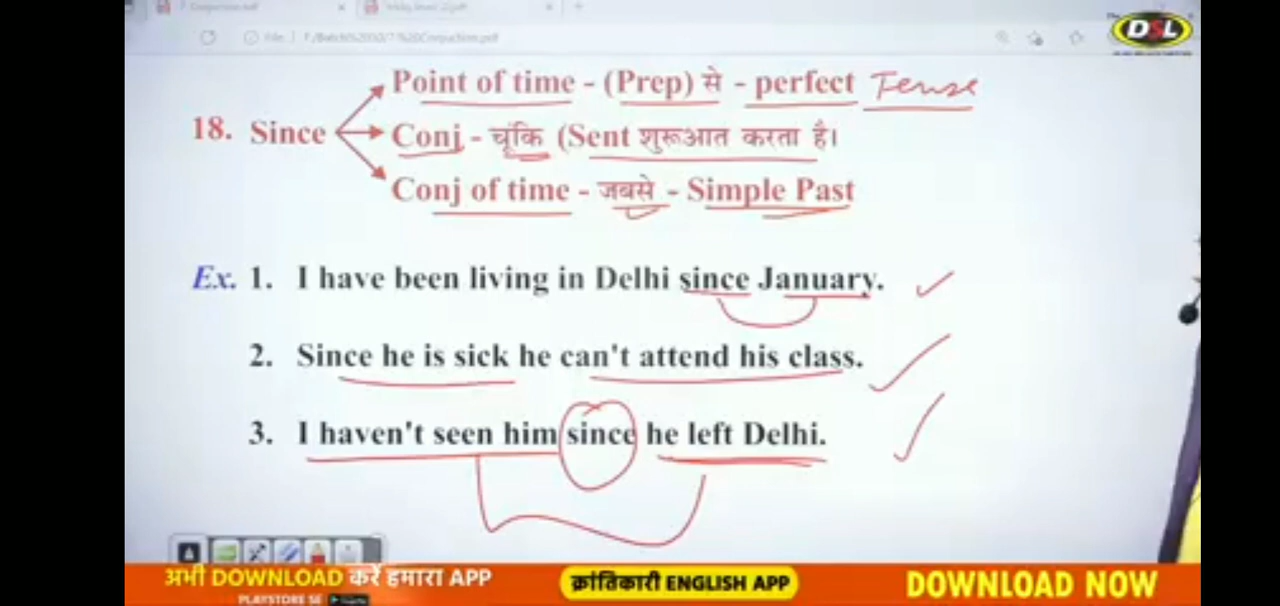 DSL
Point of time - (Prep) से - perfect Tense
18. Since
Conj - चूंकि (Sent शुरूआत करता है।
Conj of time - जबसे - Simple Past
Ex. 1. I have been living in Delhi since January.
2. Since he is sick he can't attend his class.
3. I haven't seen him since he left Delhi.
अभी DOWNLOAD करें हमारा APP
PLAYSTORE SE
क्रांतिकारी ENGLISH APP
DOWNLOAD NOW